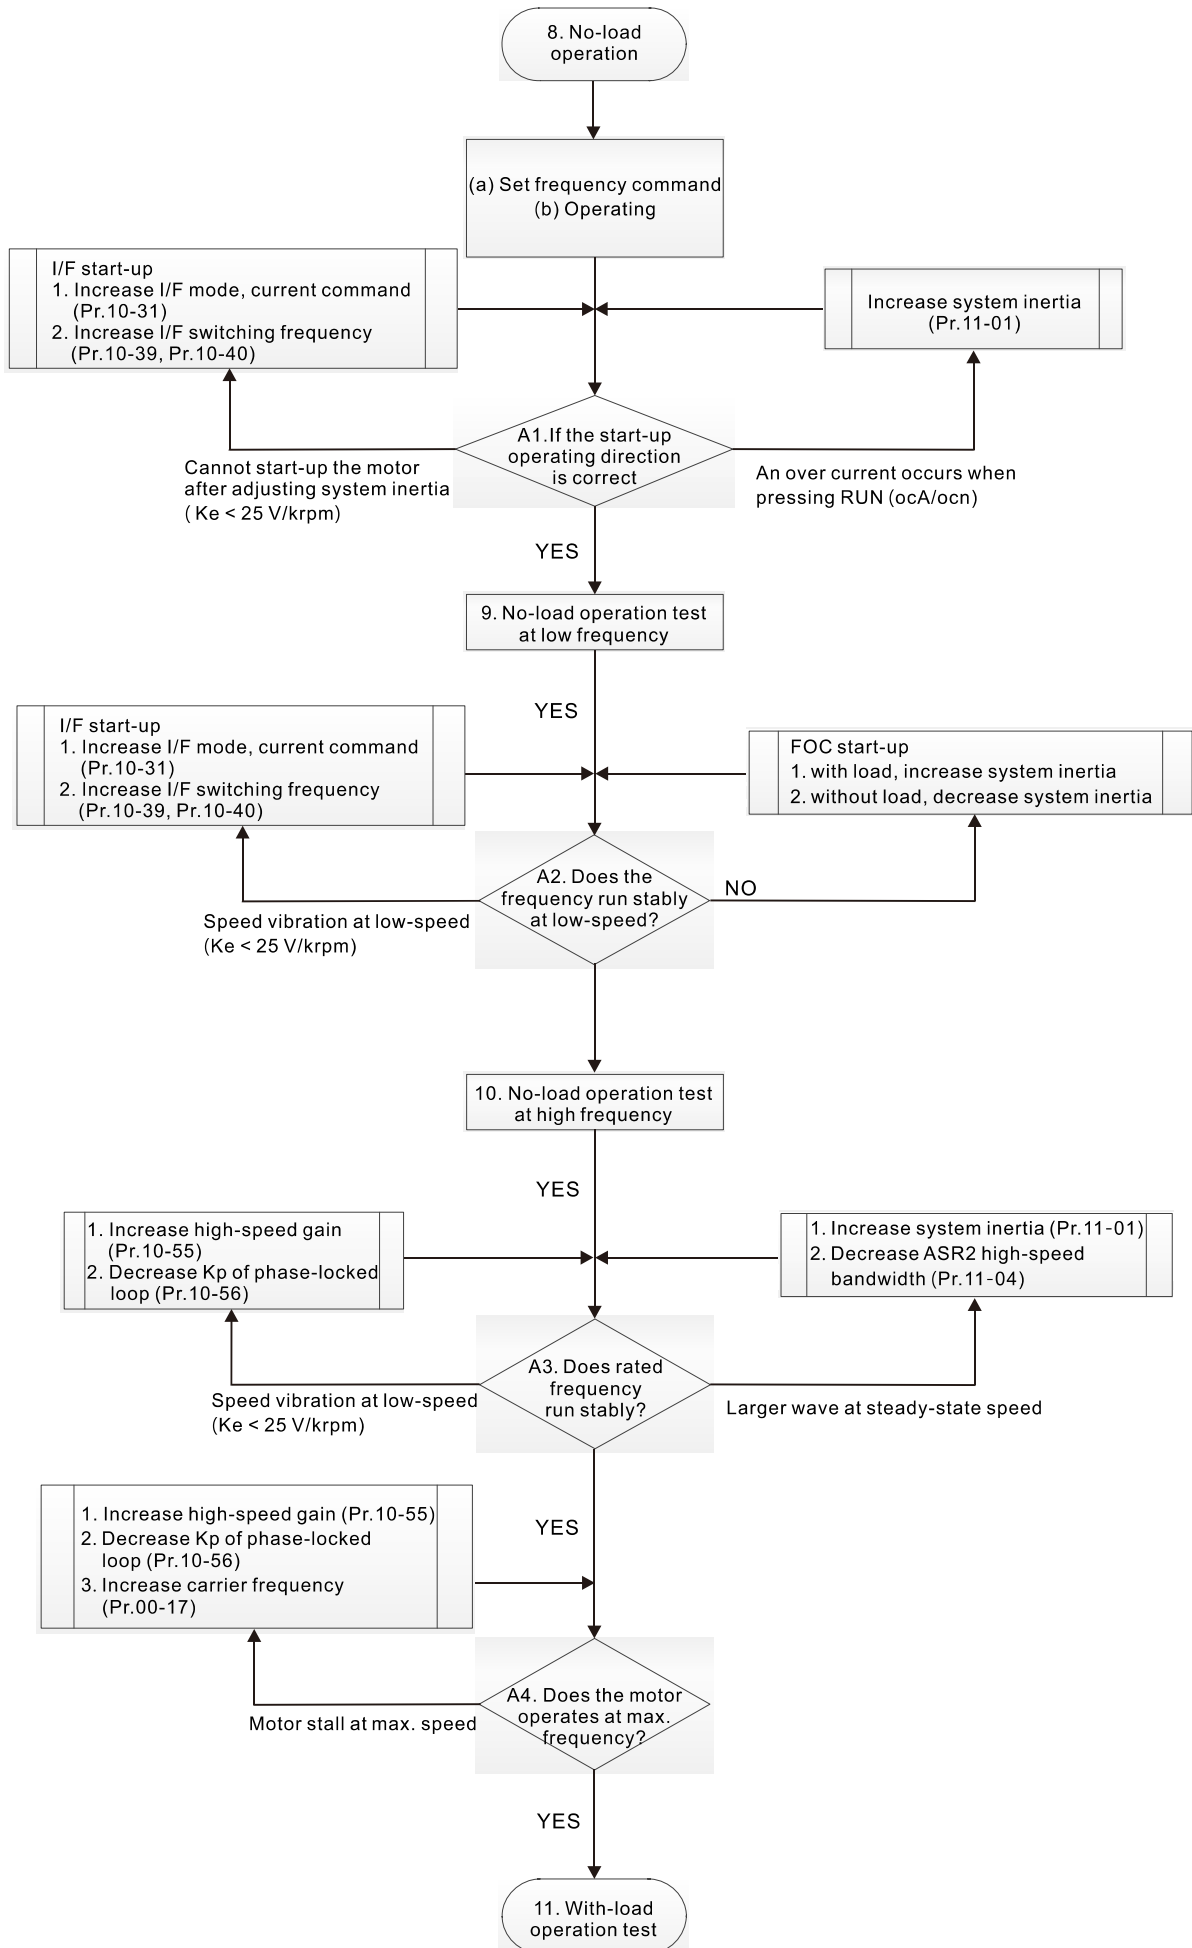 8. No-load
operation
(a) Set frequency command
(b) Operating
I/F start-up
1. Increase I/F mode, current command
(Pr.10-31)
2. Increase I/F switching frequency
(Pr.10-39, Pr.10-40)
Increase system inertia
(Pr.11-01)
A1.If the start-up
operating direction
is correct
Cannot start-up the motor
after adjusting system inertia
( Ke < 25 V/krpm)
An over current occurs when
pressing RUN (ocA/ocn)
YES
9. No-load operation test
at low frequency
YES
I/F start-up
1. Increase I/F mode, current command
(Pr.10-31)
2. Increase I/F switching frequency
(Pr.10-39, Pr.10-40)
FOC start-up
1. with load, increase system inertia
2. without load, decrease system inertia
A2. Does the
frequency run stably
at low-speed?
NO
Speed vibration at low-speed
(Ke < 25 V/krpm)
10. No-load operation test
at high frequency
YES
1. Increase high-speed gain
(Pr.10-55)
2. Decrease Kp of phase-locked
loop (Pr.10-56)
1. Increase system inertia (Pr.11-01)
2. Decrease ASR2 high-speed
bandwidth (Pr.11-04)
A3. Does rated
frequency
run stably?
Speed vibration at low-speed
(Ke < 25 V/krpm)
Larger wave at steady-state speed
YES
1. Increase high-speed gain (Pr.10-55)
2. Decrease Kp of phase-locked
loop (Pr.10-56)
3. Increase carrier frequency
(Pr.00-17)
A4. Does the motor
operates at max.
frequency?
Motor stall at max. speed
YES
11. With-load
operation test